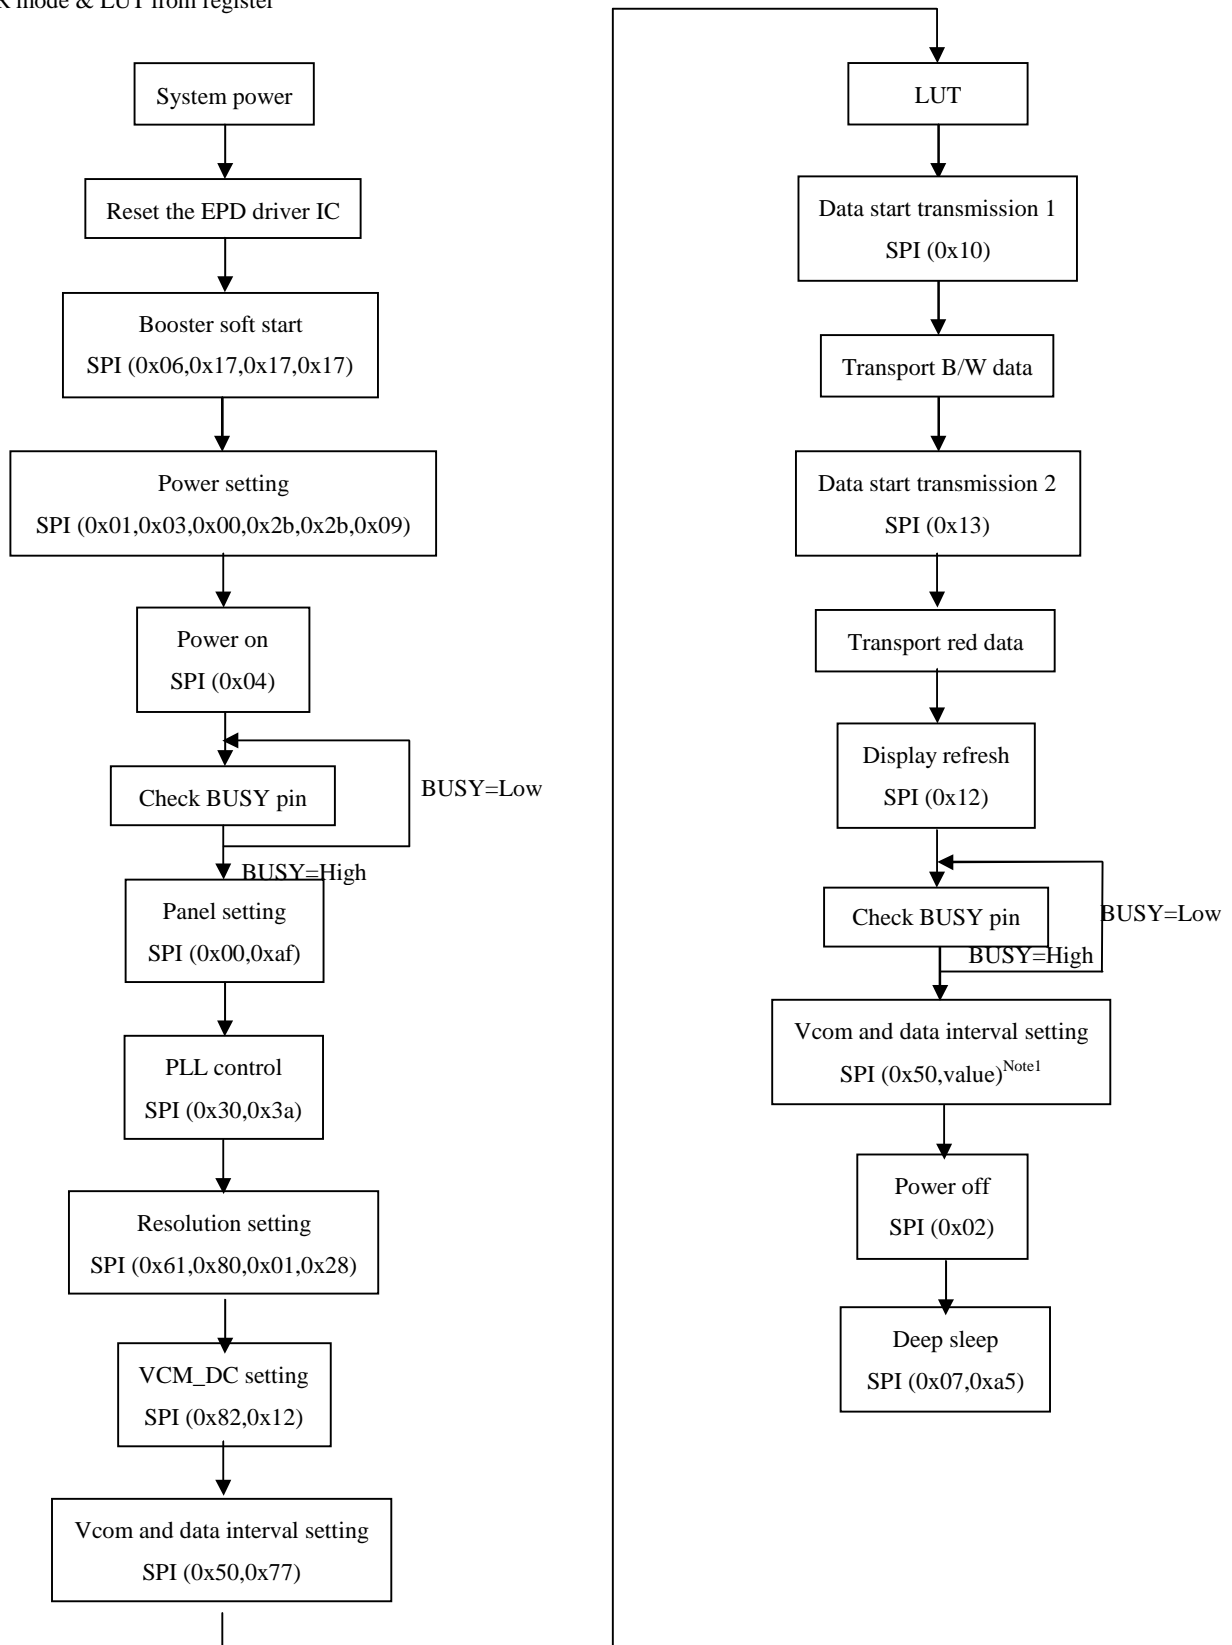 mode & LUT from register
System power
Reset the EPD driver IC
Booster soft start
SPI (0x06,0x17,0x17,0x17)
Power setting
SPI (0x01,0x03,0x00,0x2b,0x2b,0x09)
Power on
SPI (0x04)
BUSY=Low
Check BUSY pin
BUSY=High
Panel setting
SPI (0x00,0xaf)
PLL control
SPI (0x30,0x3a)
Resolution setting
SPI (0x61,0x80,0x01,0x28)
VCM_DC setting
SPI (0x82,0x12)
Vcom and data interval setting
SPI (0x50,0x77)
LUT
Data start transmission 1
SPI (0x10)
Transport B/W data
Data start transmission 2
SPI (0x13)
Transport red data
Display refresh
SPI (0x12)
Check BUSY pin
BUSY=Low
BUSY=High
Vcom and data interval setting
SPI (0x50,value)Note1
Power off
SPI (0x02)
Deep sleep
SPI (0x07,0xa5)